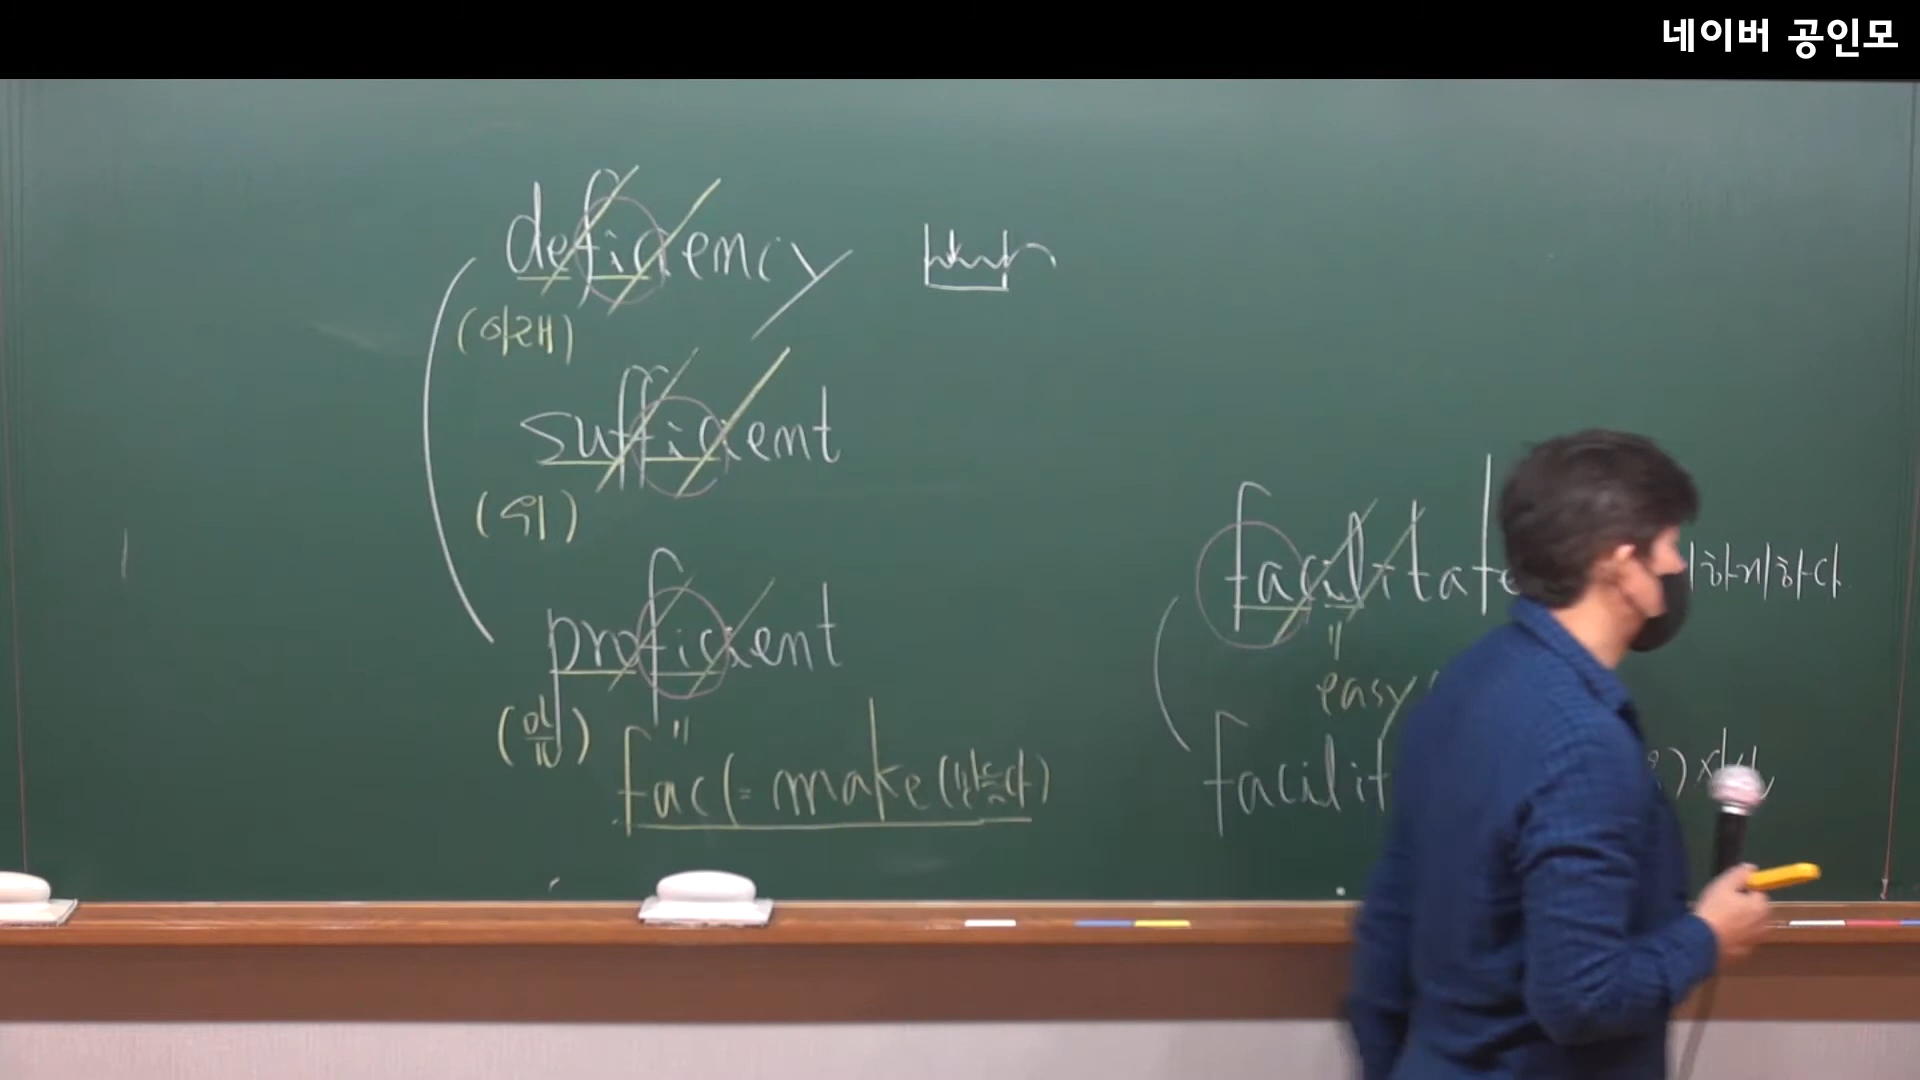 네이버 공인모
deficiency
(아래)
sufficient
(위)
proficient
(앞)
fac(= make (만들다)
facilitate 하게하다
easy
facilit